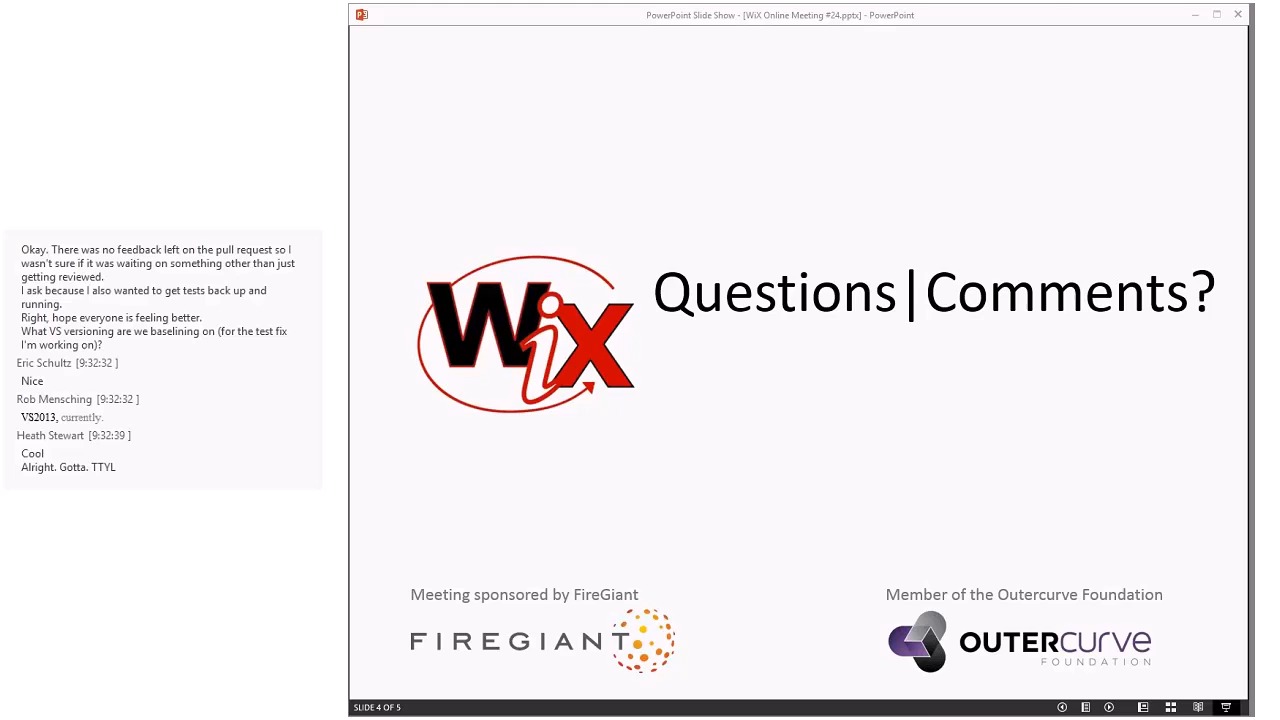 PowerPoint Slide Show - [WiX Online Meeting #24.pptx] - PowerPoint
Okay. There was no feedback left on the pull request so I
wasn't sure if it was waiting on something other than just
getting reviewed.
I ask because I also wanted to get tests back up and
running.
Right, hope everyone is feeling better.
What VS versioning are we baselining on (for the test fix
I'm working on)?
Eric Schultz [9:32:32 ]
Nice
Rob Mensching [9:32:32 ]
VS2013, currently.
Heath Stewart [9:32:39 ]
Cool
Alright. Gotta. TTYL
WiX
Questions|Comments?
Meeting sponsored by FireGiant
FIREGIANT
Member of the Outercurve Foundation
OUTERCURVE
FOUNDATION
SLIDE 4 OF 5